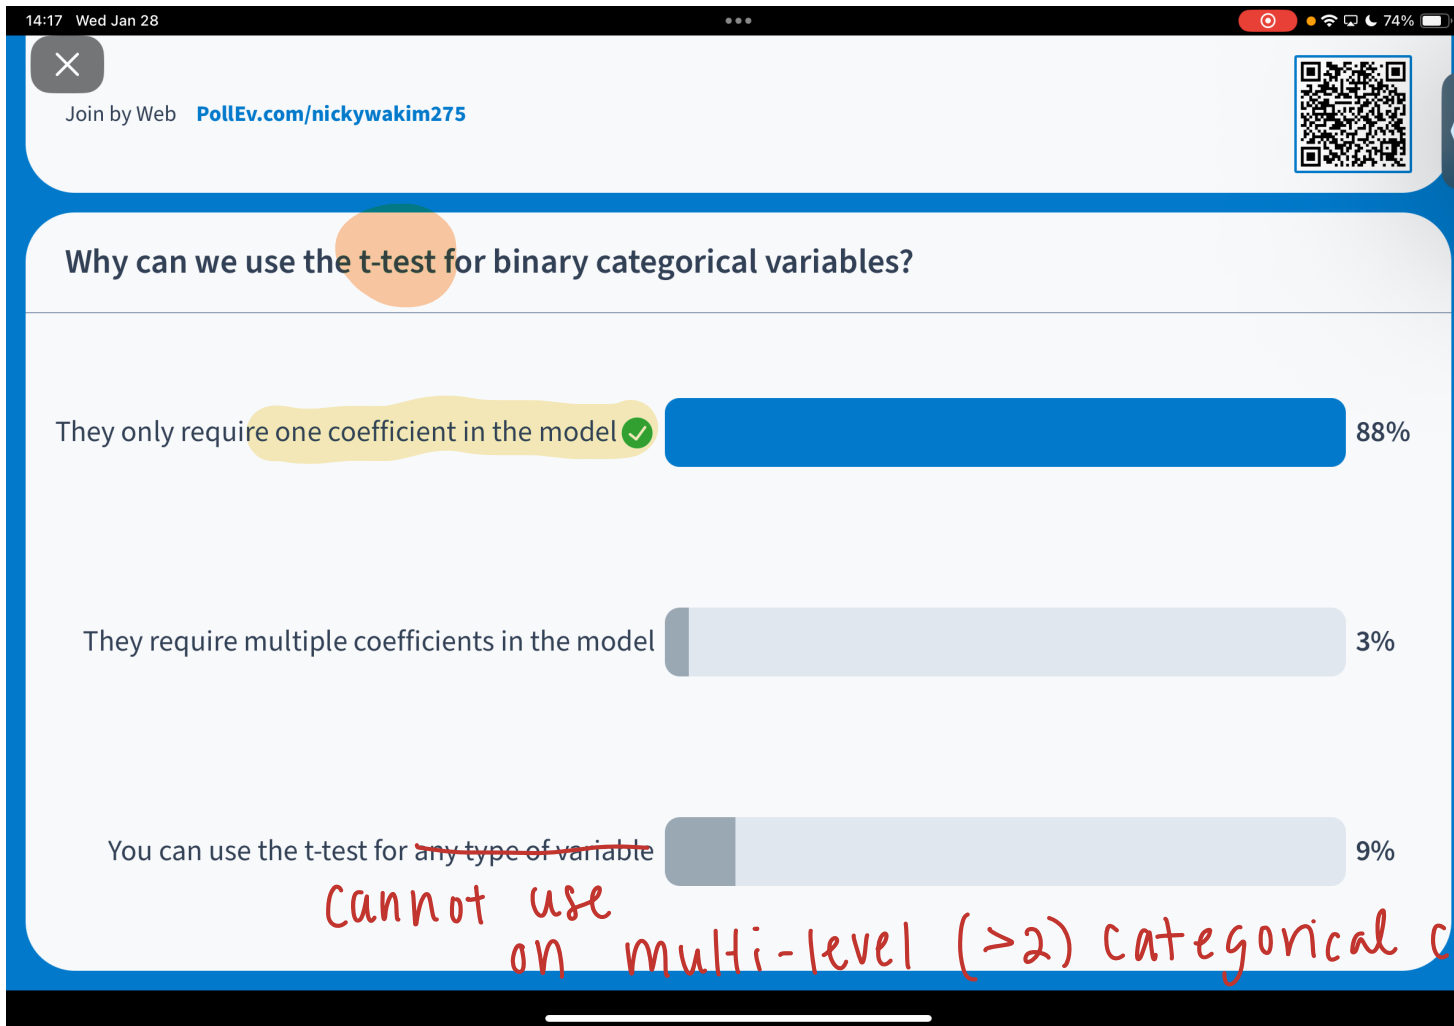 14:17 Wed Jan 28
74%
Join by Web PollEv.com/nickywakim275
Why can we use the t-test for binary categorical variables?
They only require one coefficient in the model
88%
They require multiple coefficients in the model
3%
You can use the t-test for any type of variable
9%
cannot use
on multi-level (>2) categorical c